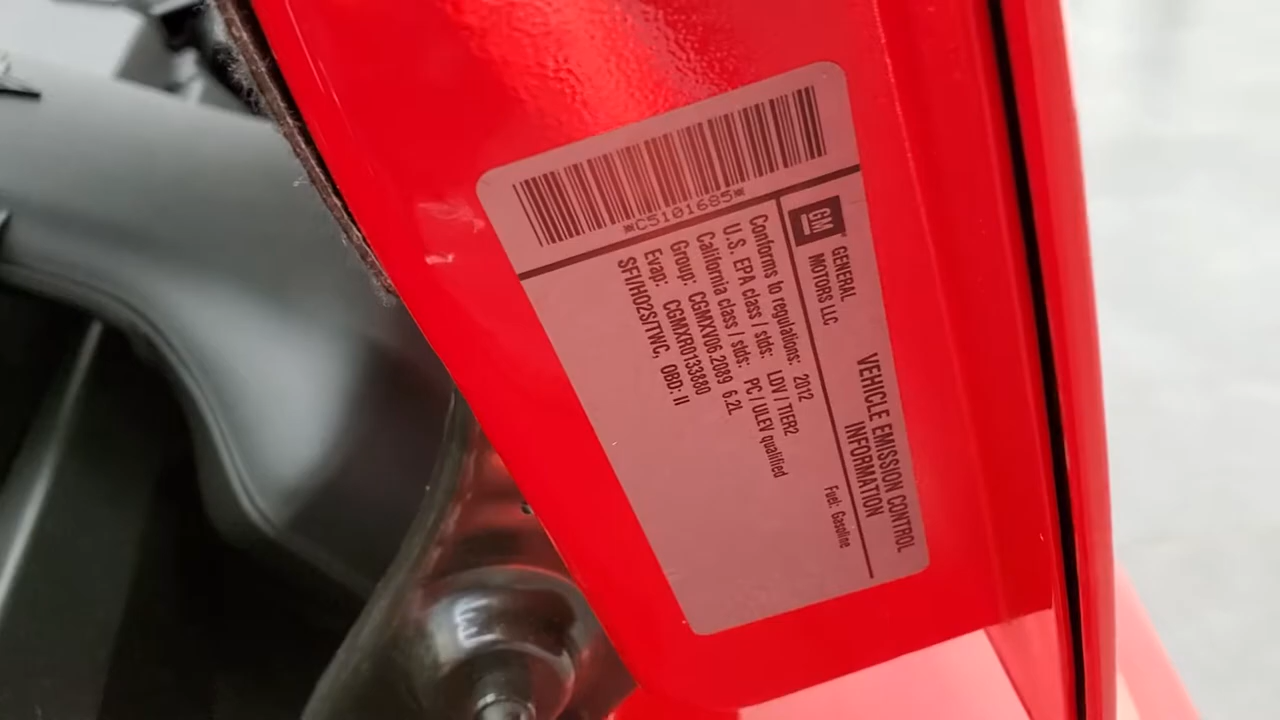 *C5101685*
GM
GENERAL
MOTORS LLC
VEHICLE EMISSION CONTROL
INFORMATION
Conforms to regulations: 2012
Fuel: Gasoline
U.S. EPA class / stds: LDV / TIER2
California class / stds: PC / ULEV qualified
Group: CGMXV06.2089 6.2L
Evap: CGMXR0133880
SFI/HO2S/TWC, OBD: II